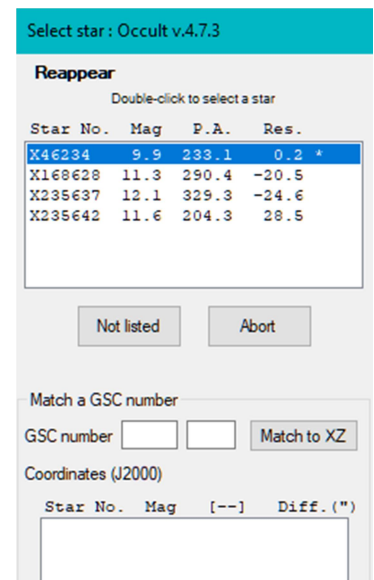 Select star : Occult v.4.7.3
Reappear
Double-click to select a star
Star No. Mag P.A. Res.
X46234 9.9 233.1 0.2 *
X168628 11.3 290.4 -20.5
X235637 12.1 329.3 -24.6
X235642 11.6 204.3 28.5
Not listed Abort
Match a GSC number
GSC number Match to XZ
Coordinates (J2000)
Star No. Mag [--] Diff.(")